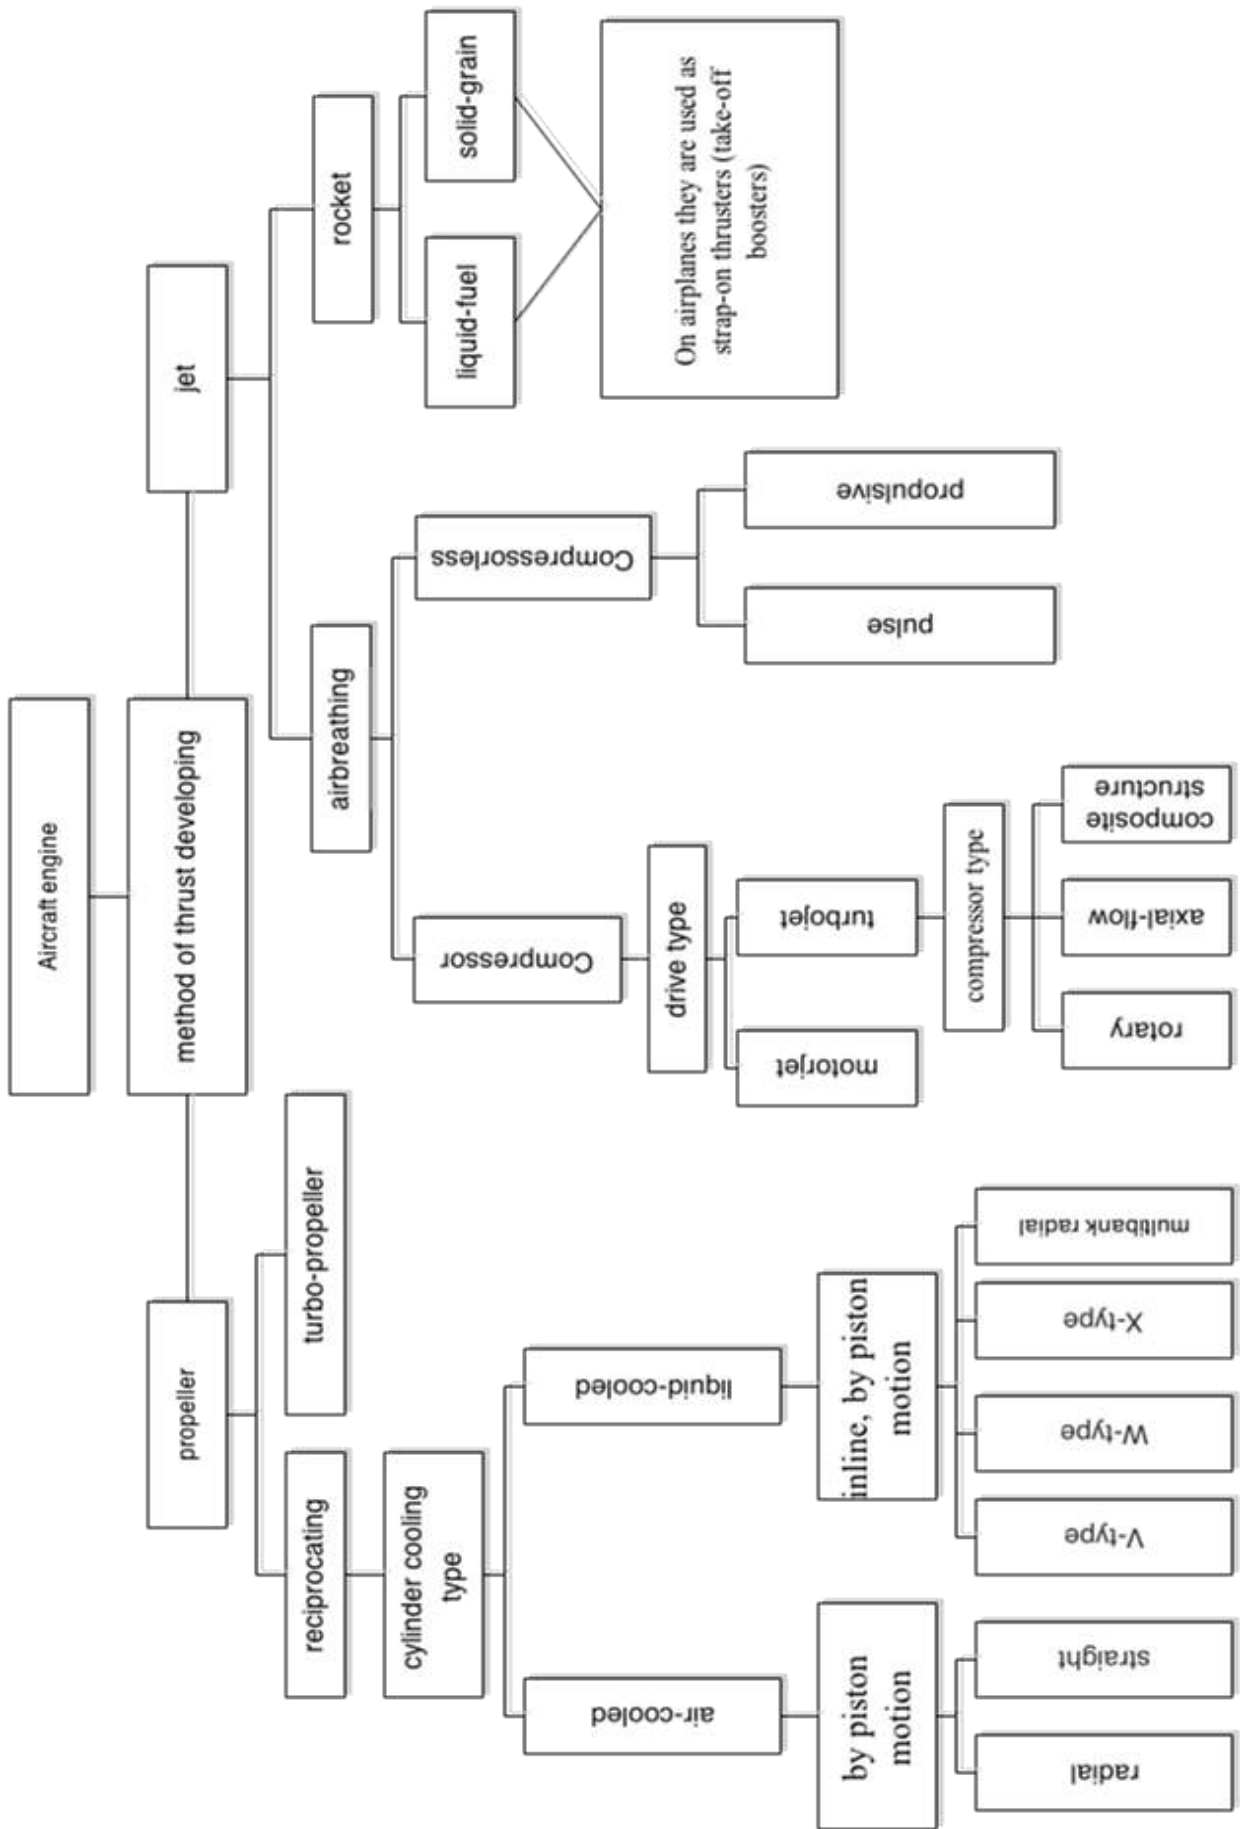 Aircraft engine
method of thrust developing
propeller
jet
reciprocating
turbo-propeller
airbreathing
rocket
cylinder cooling
type
Compressor
Compressorless
liquid-fuel
solid-grain
air-cooled
liquid-cooled
drive type
On airplanes they are used as
strap-on thrusters (take-off
boosters)
motorjet
turbojet
pulse
propulsive
by piston
motion
inline, by piston
motion
compressor type
radial
straight
V-type
W-type
X-type
multibank radial
rotary
axial-flow
composite
structure